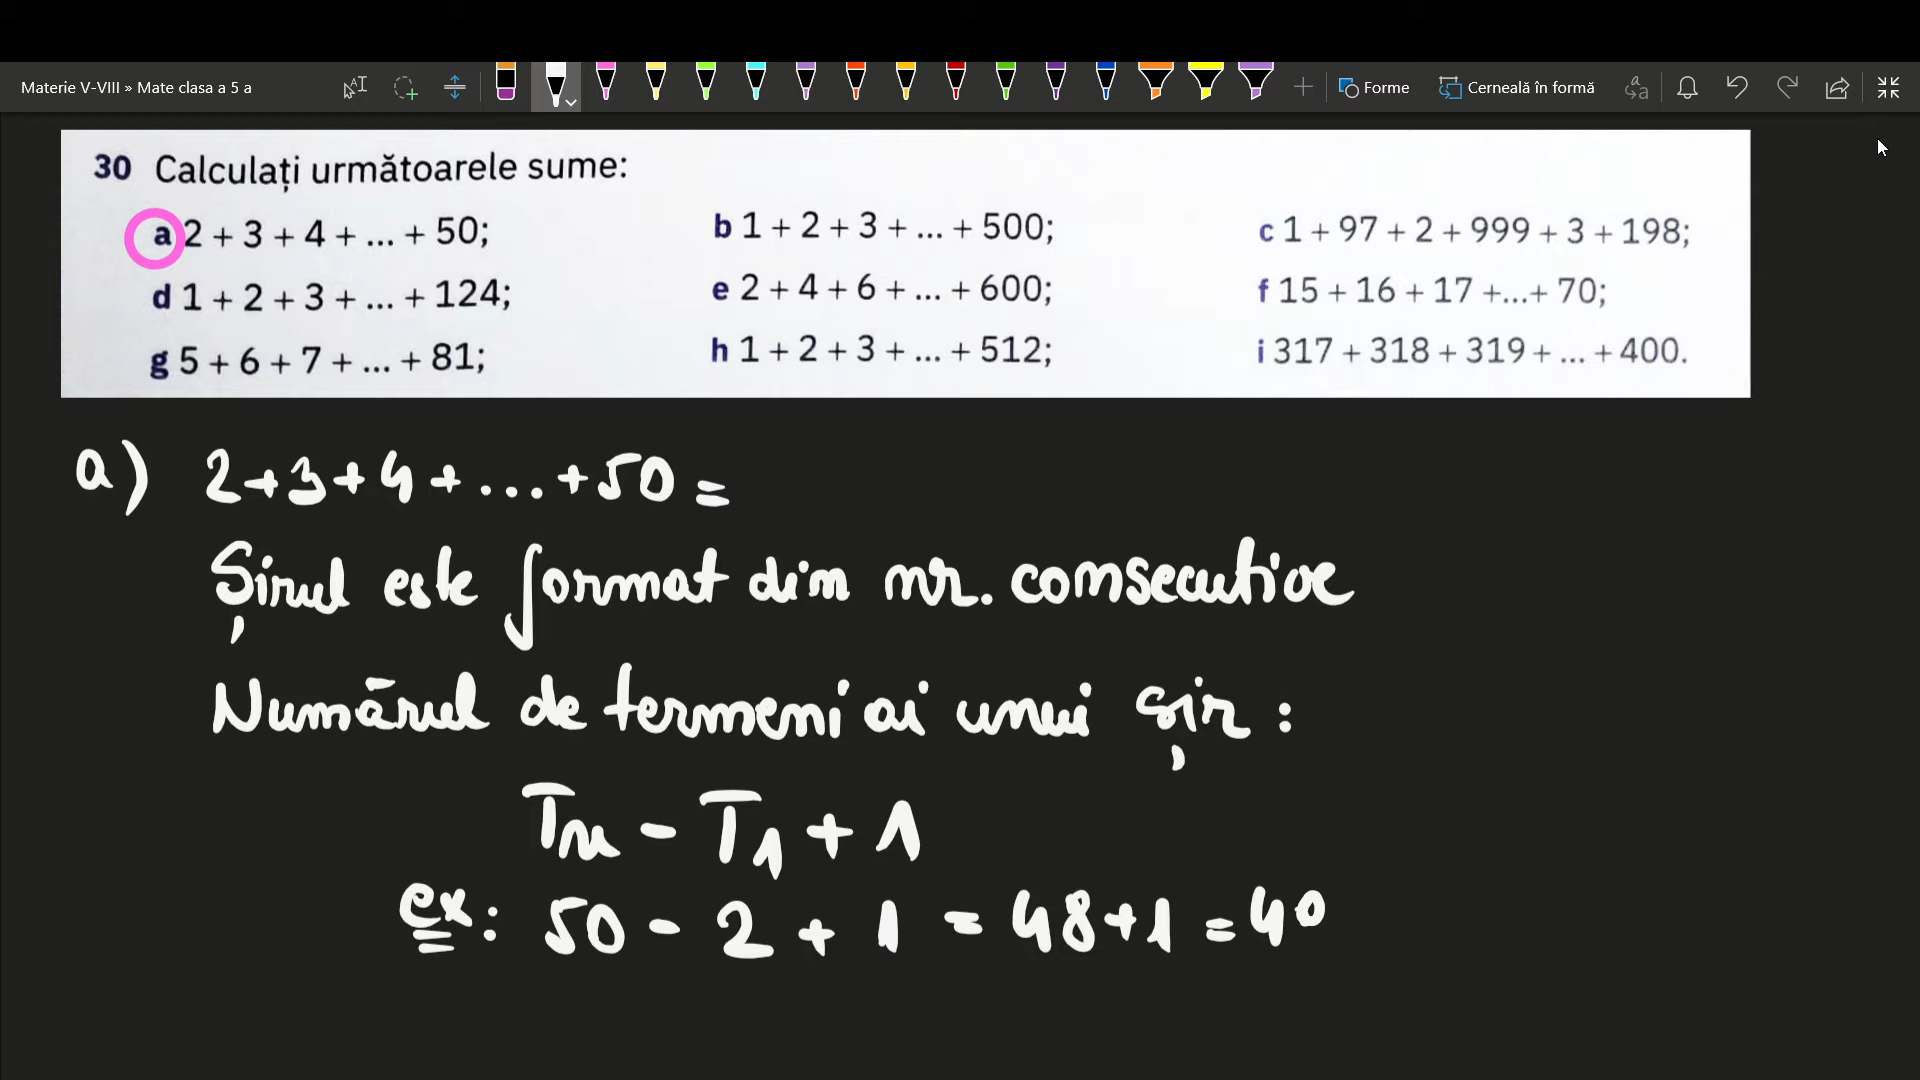 Materie V-VIII » Mate clasa a 5 a
Forme
Cerneală în formă
30 Calculați următoarele sume:
a 2 + 3 + 4 + ... + 50;
b 1 + 2 + 3 + ... + 500;
c 1 + 97 + 2 + 999 + 3 + 198;
d 1 + 2 + 3 + ... + 124;
e 2 + 4 + 6 + ... + 600;
f 15 + 16 + 17 +...+ 70;
g 5 + 6 + 7 + ... + 81;
h 1 + 2 + 3 + ... + 512;
i 317 + 318 + 319 + ... + 400.
a) 2+3+4+...+50=
Șirul este format din nr. consecutive
Numărul de termeni ai unui șir:
Tn - T1 + 1
ex: 50 - 2 + 1 = 48+1 = 40